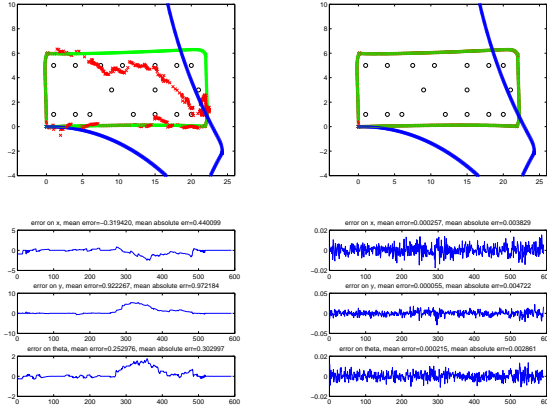 10
8
6
4
2
0
−2
−4
0 5 10 15 20 25
10
8
6
4
2
0
−2
−4
0 5 10 15 20 25
error on x, mean error=−0.319420, mean absolute err=0.440099
5
0
−5
0 100 200 300 400 500 600
error on y, mean error=0.922267, mean absolute err=0.972184
10
0
−10
0 100 200 300 400 500 600
error on theta, mean error=0.252976, mean absolute err=0.302997
2
0
−2
0 100 200 300 400 500 600
error on x, mean error=0.000257, mean absolute err=0.003829
0.02
0
−0.02
0 100 200 300 400 500 600
error on y, mean error=0.000055, mean absolute err=0.004722
0.05
0
−0.05
0 100 200 300 400 500 600
error on theta, mean error=0.000215, mean absolute err=0.002861
0.02
0
−0.02
0 100 200 300 400 500 600